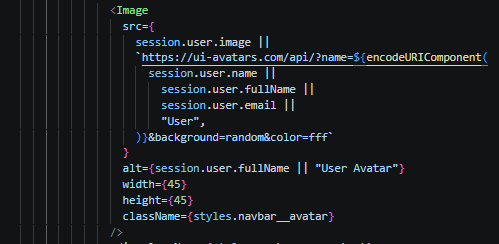 <Image
src={
session.user.image ||
`https://ui-avatars.com/api/?name=${encodeURIComponent(
session.user.name ||
session.user.fullName ||
session.user.email ||
"User",
)}&background=random&color=fff`
}
alt={session.user.fullName || "User Avatar"}
width={45}
height={45}
className={styles.navbar__avatar}
/>